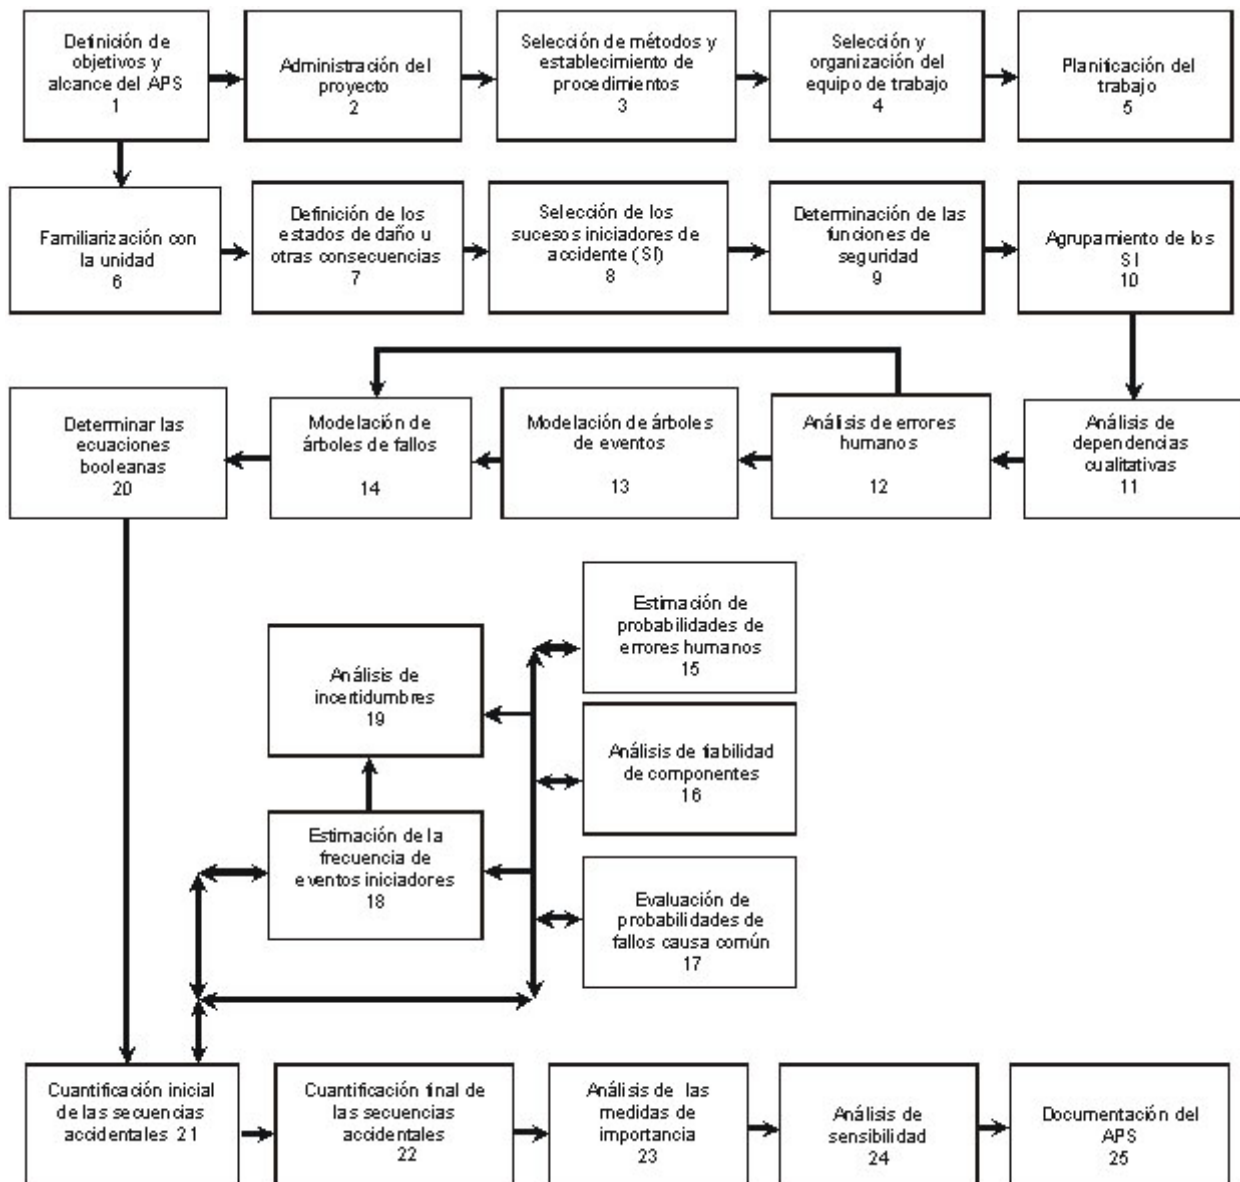 Definición de
objetivos y
alcance del APS
1
Administración del
proyecto
2
Selección de métodos y
establecimiento de
procedimientos
3
Selección y
organización del
equipo de trabajo
4
Planificación del
trabajo
5
Familiarización con
la unidad
6
Definición de los
estados de daño u
otras consecuencias
7
Selección de los
sucesos iniciadores de
accidente (SI)
8
Determinación de las
funciones de
seguridad
9
Agrupamiento de los
SI
10
Determinar las
ecuaciones
booleanas
20
Modelación de
árboles de fallos
14
Modelación de árboles
de eventos
13
Análisis de errores
humanos
12
Análisis de
dependencias
cualitativas
11
Estimación de
probabilidades de
errores humanos
15
Análisis de
incertidumbres
19
Análisis de fiabilidad
de componentes
16
Estimación de la
frecuencia de
eventos iniciadores
18
Evaluación de
probabilidades de
fallos causa común
17
Cuantificación inicial
de las secuencias
accidentales 21
Cuantificación final de
las secuencias
accidentales
22
Análisis de las
medidas de
importancia
23
Análisis de
sensibilidad
24
Documentación del
APS
25